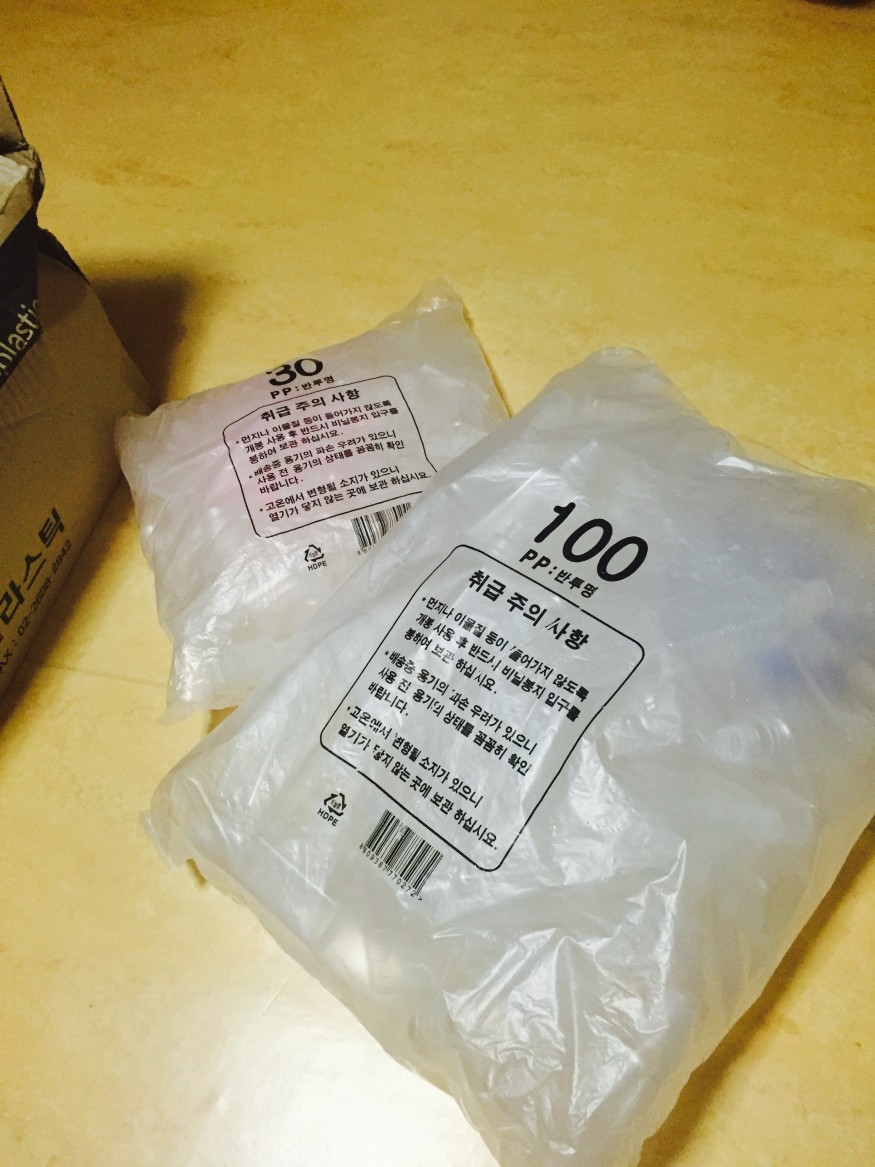 30
PP : 반투명
취급 주의 사항
* 먼지나 이물질 등이 들어가지 않도록
개봉 사용 후 반드시 비닐봉지 입구를
봉하여 보관 하십시요.
* 배송중 용기의 파손 우려가 있으니
사용 전 용기의 상태를 꼼꼼히 확인
바랍니다.
* 고온에서 변형될 소지가 있으니
열기가 닿지 않는 곳에 보관 하십시요.
HDPE
100
PP : 반투명
취급 주의 사항
* 먼지나 이물질 등이 들어가지 않도록
개봉 사용 후 반드시 비닐봉지 입구를
봉하여 보관 하십시요.
* 배송중 용기의 파손 우려가 있으니
사용 전 용기의 상태를 꼼꼼히 확인
바랍니다.
* 고온에서 변형될 소지가 있으니
열기가 닿지 않는 곳에 보관 하십시요.
HDPE
lastic
라스틱